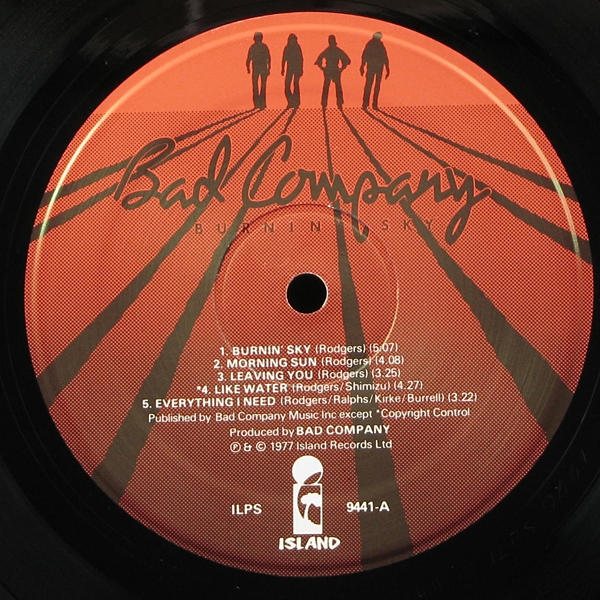 Bad Company
BURNIN' SKY
1. BURNIN' SKY (Rodgers) (5.07)
2. MORNING SUN (Rodgers) (4.08)
3. LEAVING YOU (Rodgers) (3.25)
*4. LIKE WATER (Rodgers/Shimizu) (4.27)
5. EVERYTHING I NEED (Rodgers/Ralphs/Kirke/Burrell) (3.22)
Published by Bad Company Music Inc except *Copyright Control
Produced by BAD COMPANY
℗ & © 1977 Island Records Ltd
ILPS 9441-A
ISLAND